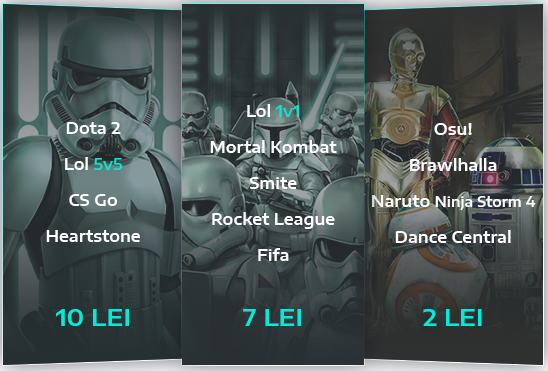 Dota 2
Lol 5v5
CS Go
Heartstone
10 LEI
Lol 1v1
Mortal Kombat
Smite
Rocket League
Fifa
7 LEI
Osu!
Brawlhalla
Naruto Ninja Storm 4
Dance Central
2 LEI